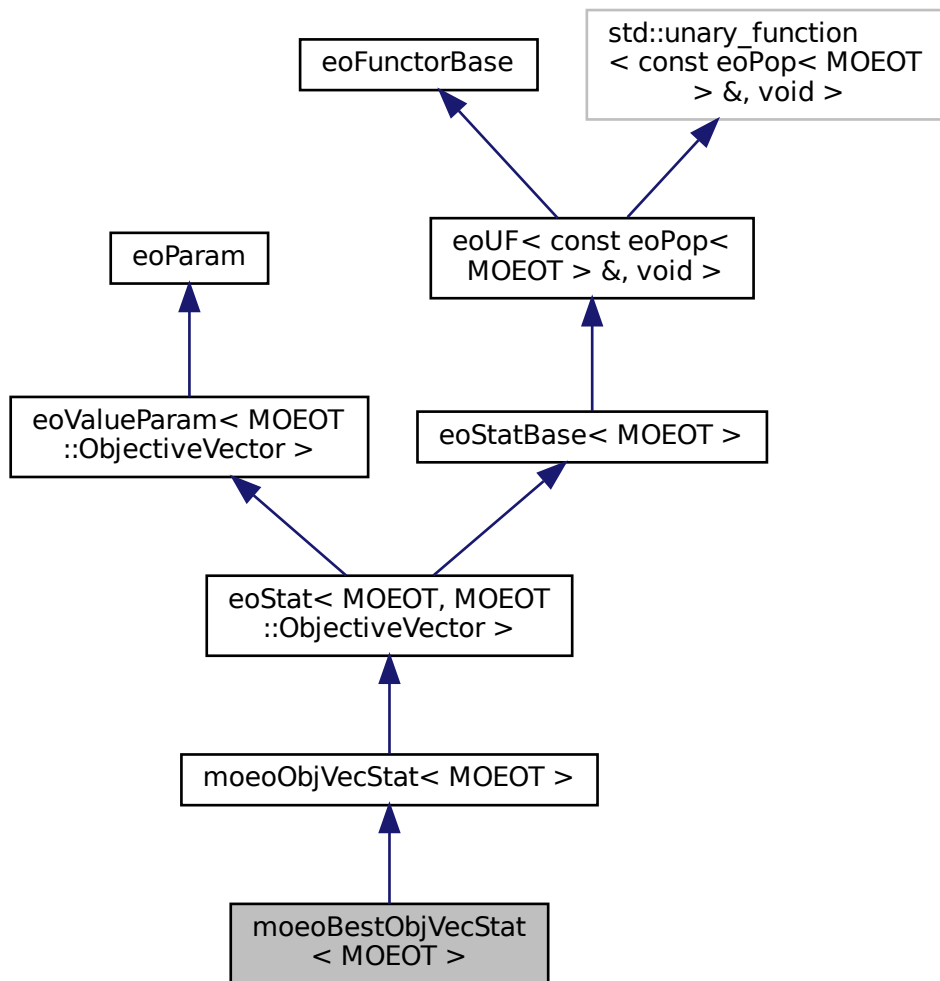 std::unary_function
< const eoPop< MOEOT
> &, void >
eoFunctorBase
eoUF< const eoPop<
MOEOT > &, void >
eoParam
eoValueParam< MOEOT
::ObjectiveVector >
eoStatBase< MOEOT >
eoStat< MOEOT, MOEOT
::ObjectiveVector >
moeoObjVecStat< MOEOT >
moeoBestObjVecStat
< MOEOT >